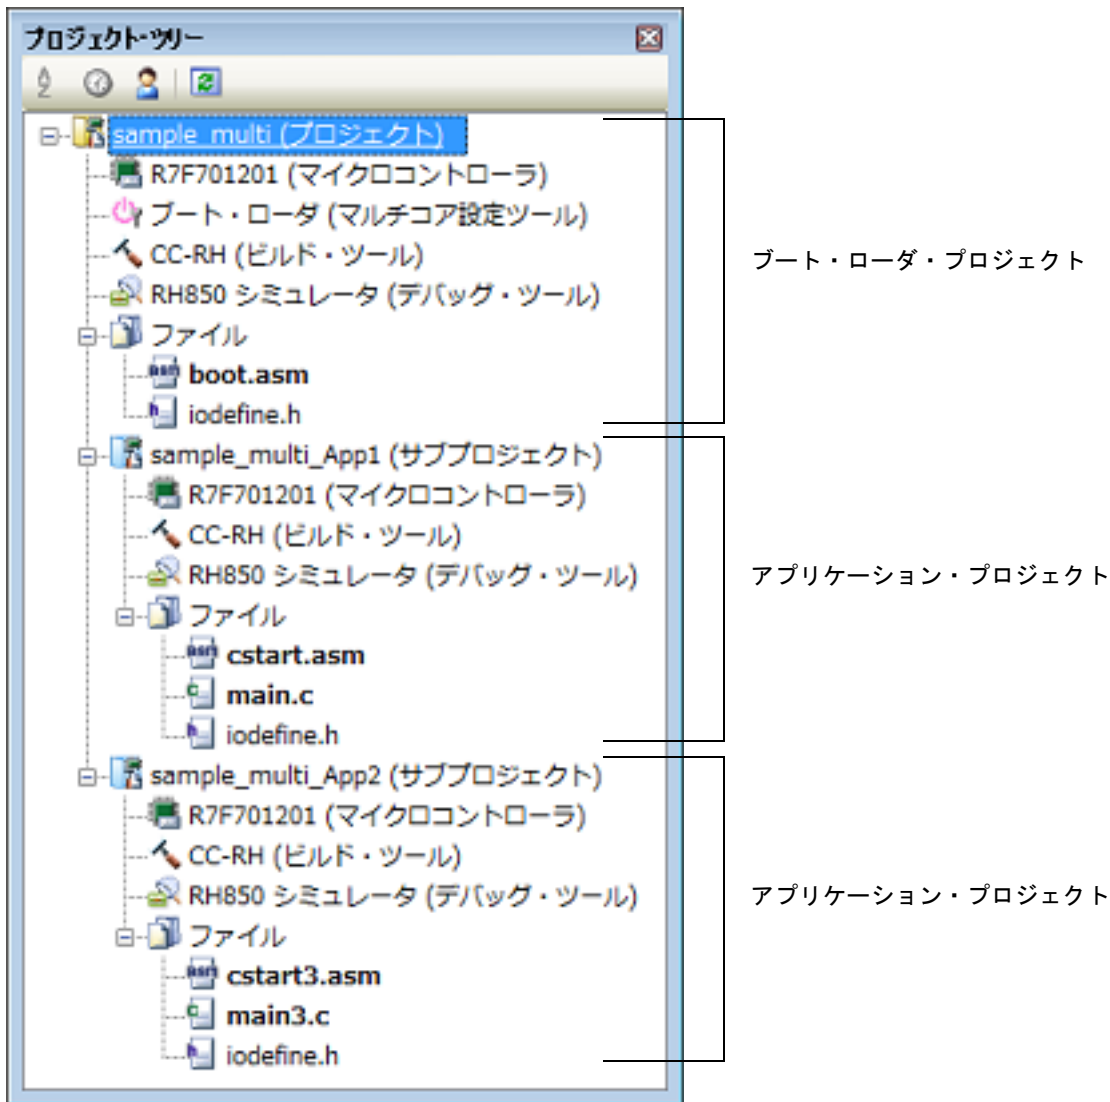 プロジェクト・ツリー
sample_multi (プロジェクト)
R7F701201 (マイクロコントローラ)
ブート・ローダ (マルチコア設定ツール)
CC-RH (ビルド・ツール)
RH850 シミュレータ (デバッグ・ツール)
ファイル
boot.asm
iodefine.h
ブート・ローダ・プロジェクト
sample_multi_App1 (サブプロジェクト)
R7F701201 (マイクロコントローラ)
CC-RH (ビルド・ツール)
RH850 シミュレータ (デバッグ・ツール)
ファイル
cstart.asm
main.c
iodefine.h
アプリケーション・プロジェクト
sample_multi_App2 (サブプロジェクト)
R7F701201 (マイクロコントローラ)
CC-RH (ビルド・ツール)
RH850 シミュレータ (デバッグ・ツール)
ファイル
cstart3.asm
main3.c
iodefine.h
アプリケーション・プロジェクト